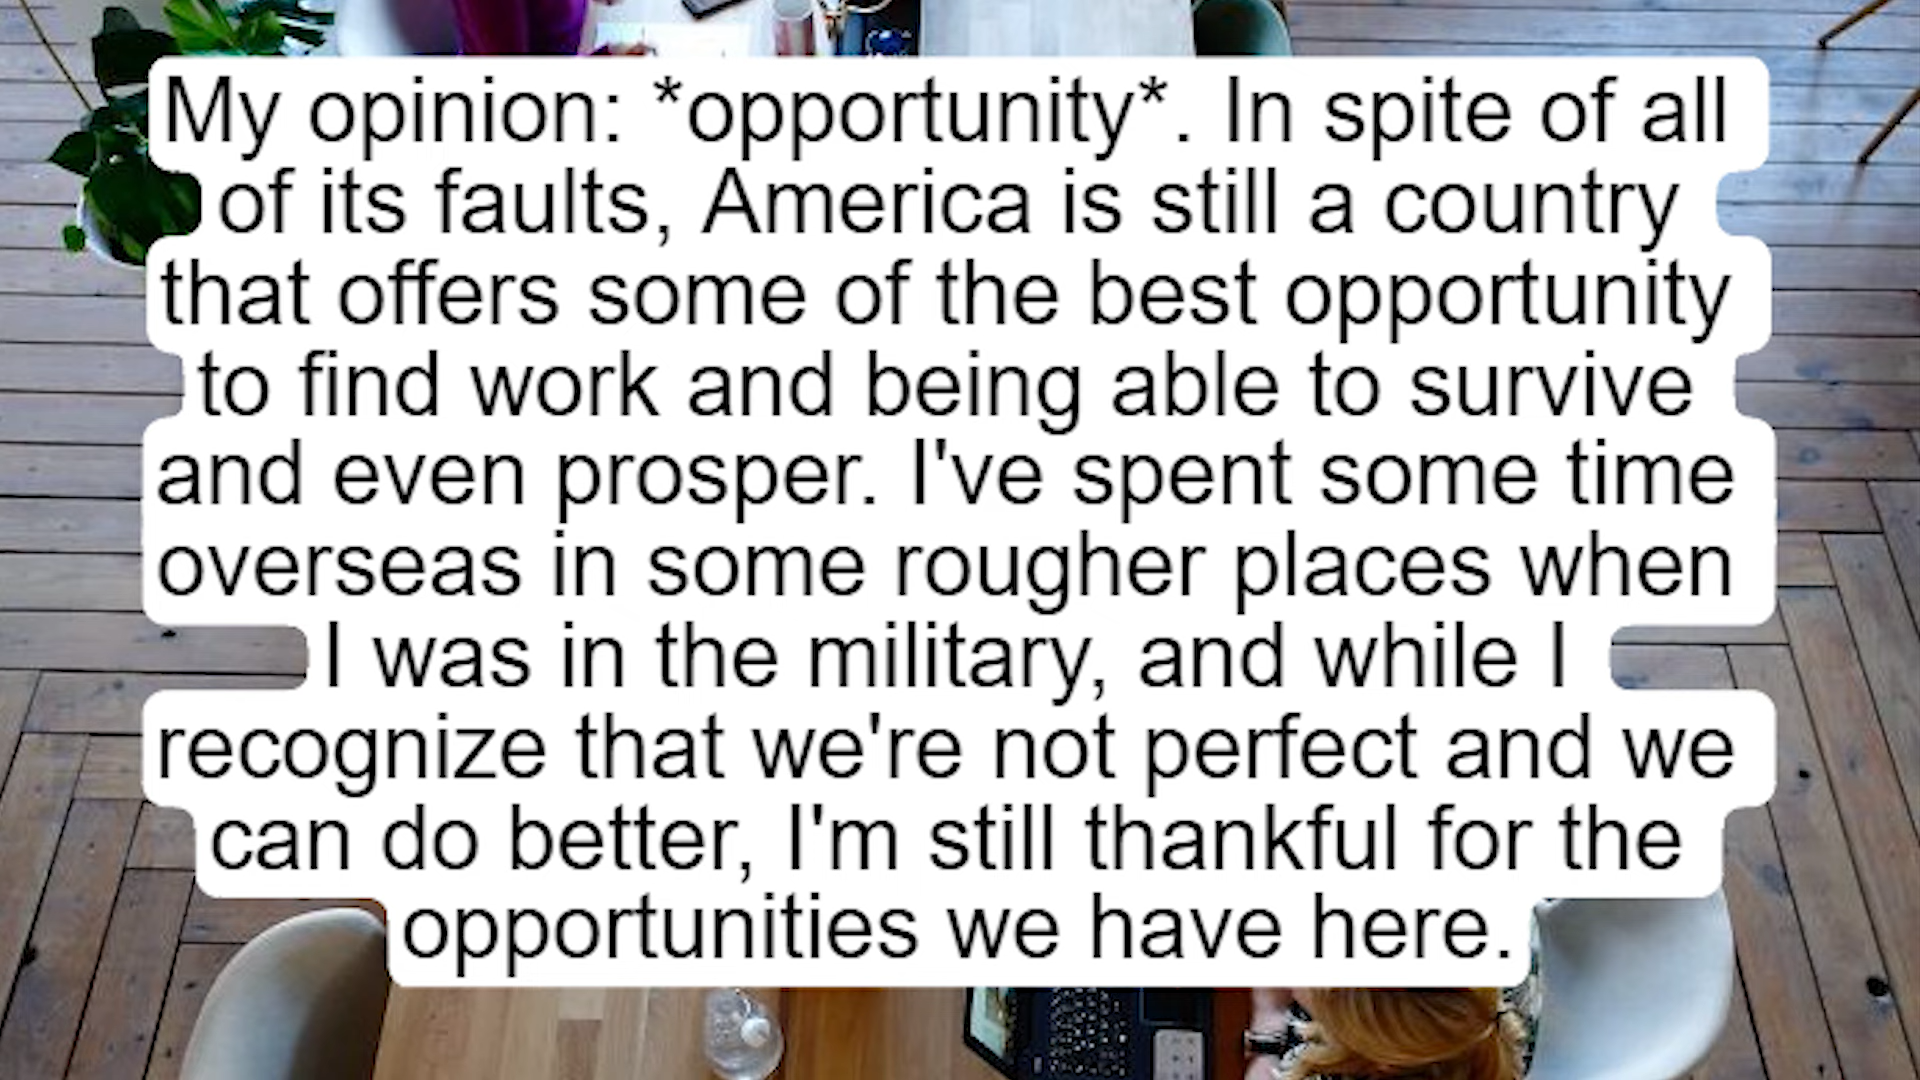 My opinion: *opportunity*. In spite of all
of its faults, America is still a country
that offers some of the best opportunity
to find work and being able to survive
and even prosper. I've spent some time
overseas in some rougher places when
I was in the military, and while I
recognize that we're not perfect and we
can do better, I'm still thankful for the
opportunities we have here.